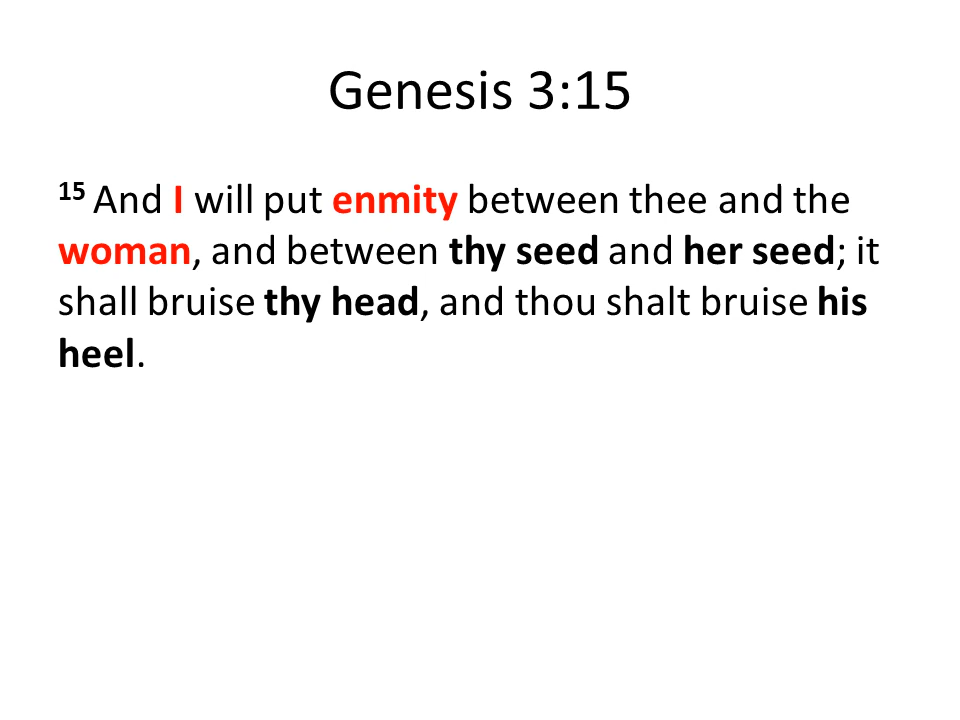 Genesis 3:15
15 And I will put enmity between thee and the
woman, and between thy seed and her seed; it
shall bruise thy head, and thou shalt bruise his
heel.